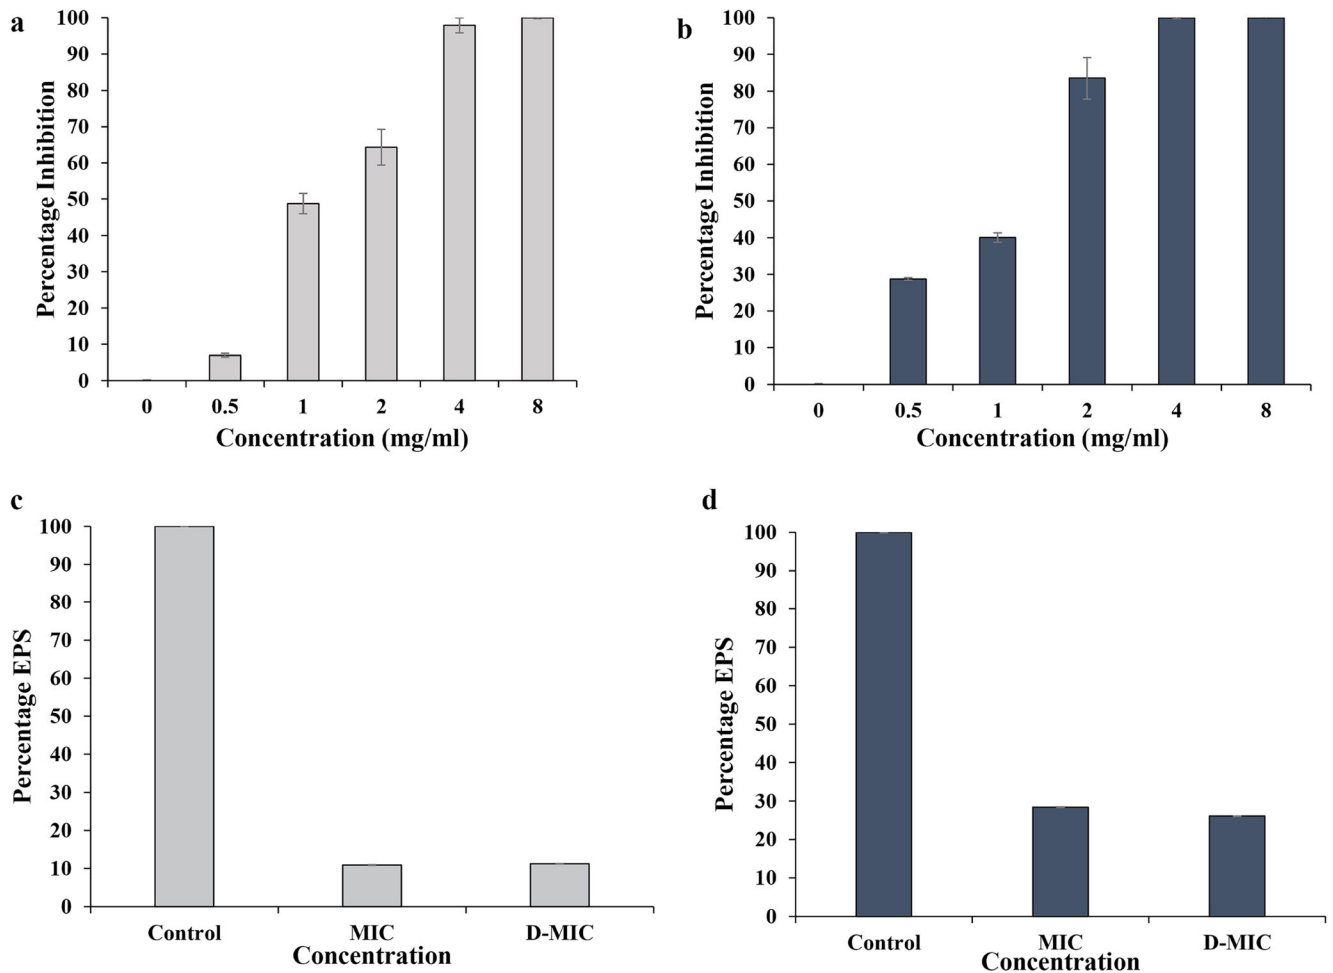 a
Percentage Inhibition
100
90
80
70
60
50
40
30
20
10
0
0 0.5 1 2 4 8
Concentration (mg/ml)
b
Percentage Inhibition
100
90
80
70
60
50
40
30
20
10
0
0 0.5 1 2 4 8
Concentration (mg/ml)
c
Percentage EPS
100
90
80
70
60
50
40
30
20
10
0
Control MIC D-MIC
Concentration
d
Percentage EPS
100
90
80
70
60
50
40
30
20
10
0
Control MIC D-MIC
Concentration